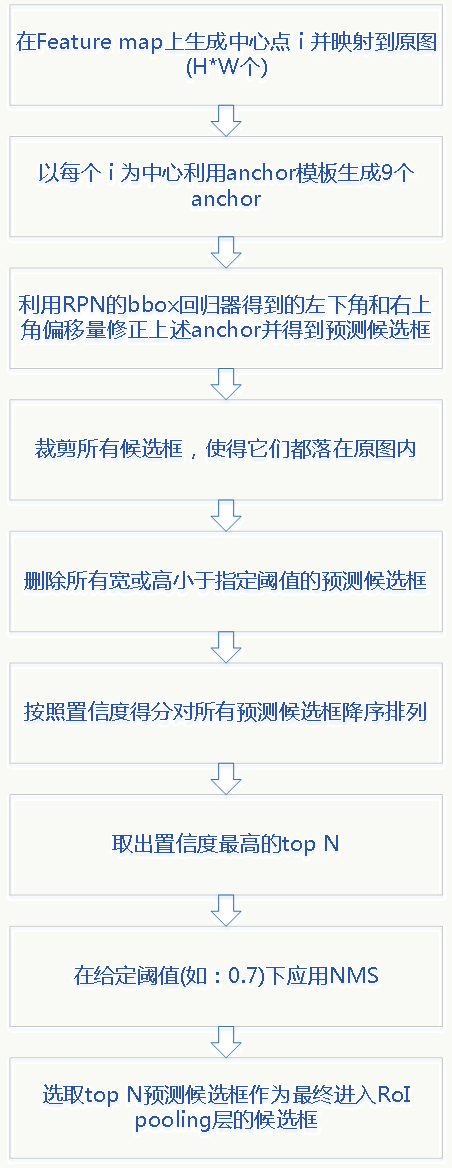 在Feature map上生成中心点 i 并映射到原图
(H*W个)
以每个 i 为中心利用anchor模板生成9个
anchor
利用RPN的bbox回归器得到的左下角和右上
角偏移量修正上述anchor并得到预测候选框
裁剪所有候选框，使得它们都落在原图内
删除所有宽或高小于指定阈值的预测候选框
按照置信度得分对所有预测候选框降序排列
取出置信度最高的top N
在给定阈值(如：0.7)下应用NMS
选取top N预测候选框作为最终进入RoI
pooling层的候选框